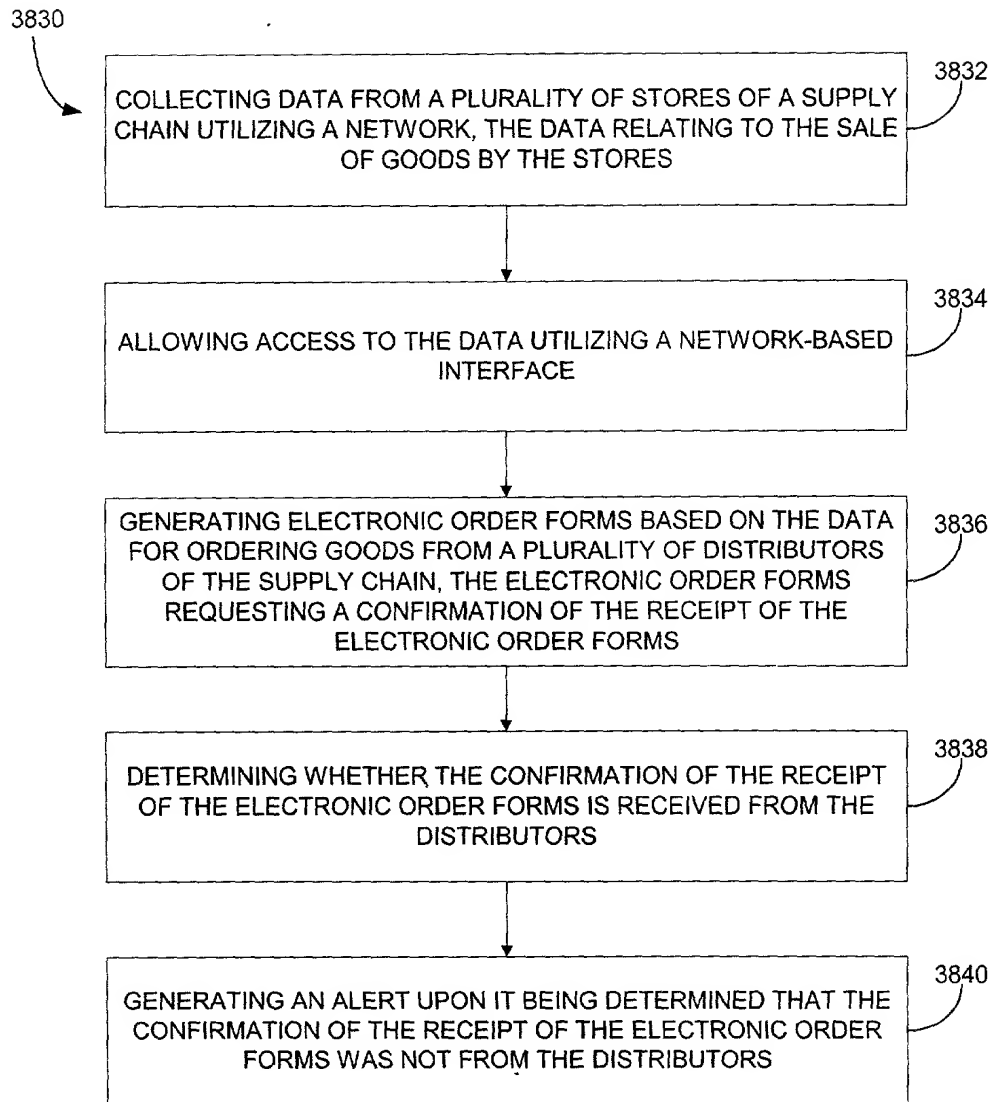 3830
3832
COLLECTING DATA FROM A PLURALITY OF STORES OF A SUPPLY
CHAIN UTILIZING A NETWORK, THE DATA RELATING TO THE SALE
OF GOODS BY THE STORES
3834
ALLOWING ACCESS TO THE DATA UTILIZING A NETWORK-BASED
INTERFACE
3836
GENERATING ELECTRONIC ORDER FORMS BASED ON THE DATA
FOR ORDERING GOODS FROM A PLURALITY OF DISTRIBUTORS
OF THE SUPPLY CHAIN, THE ELECTRONIC ORDER FORMS
REQUESTING A CONFIRMATION OF THE RECEIPT OF THE
ELECTRONIC ORDER FORMS
3838
DETERMINING WHETHER THE CONFIRMATION OF THE RECEIPT
OF THE ELECTRONIC ORDER FORMS IS RECEIVED FROM THE
DISTRIBUTORS
3840
GENERATING AN ALERT UPON IT BEING DETERMINED THAT THE
CONFIRMATION OF THE RECEIPT OF THE ELECTRONIC ORDER
FORMS WAS NOT FROM THE DISTRIBUTORS